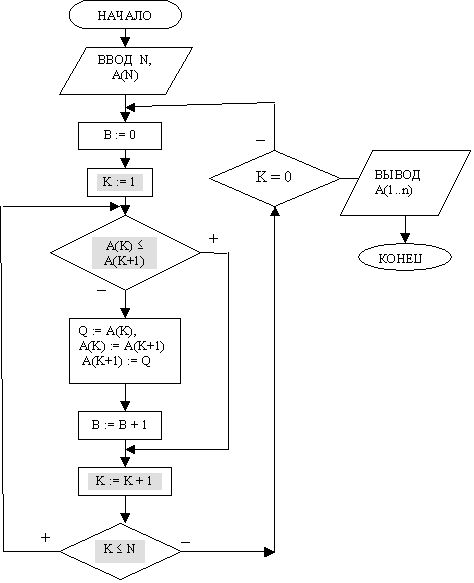 НАЧАЛО
ВВОД N,
A(N)
B := 0
K := 1
A(K) ≤
A(K+1)
+
–
Q := A(K),
A(K) := A(K+1)
A(K+1) := Q
B := B + 1
K := K + 1
K ≤ N
+
–
K = 0
–
ВЫВОД
A(1..n)
КОНЕЦ